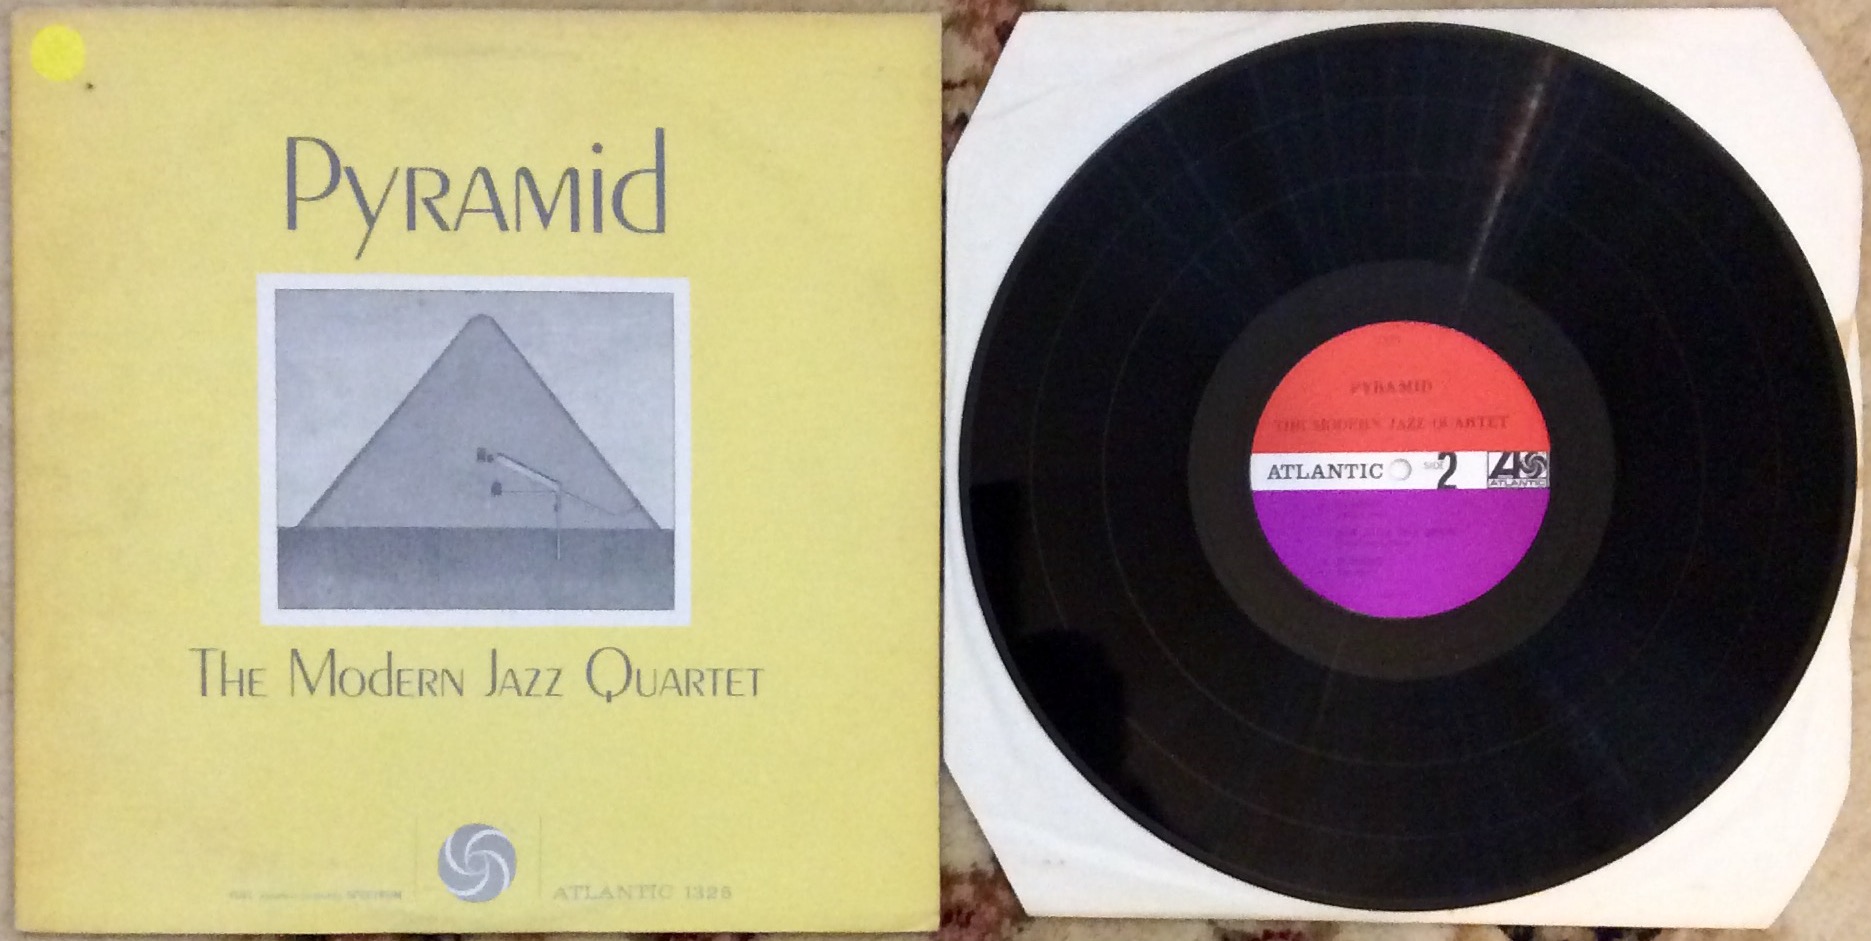 Pyramid
The Modern Jazz Quartet
ATLANTIC 1325
PYRAMID
THE MODERN JAZZ QUARTET
ATLANTIC SIDE 2 ATLANTIC